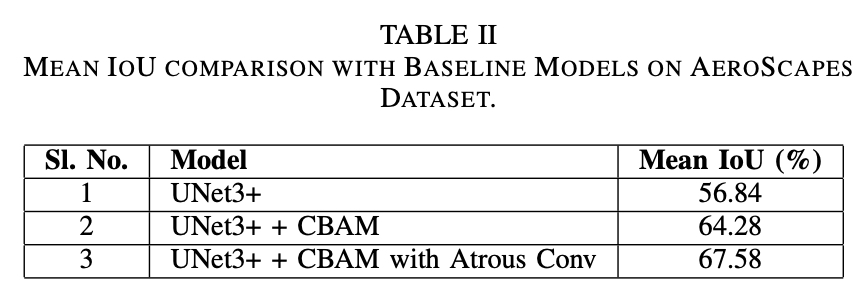 TABLE II
MEAN IOU COMPARISON WITH BASELINE MODELS ON AEROSCAPES
DATASET.
Sl. No. Model Mean IoU (%)
1 UNet3+ 56.84
2 UNet3+ + CBAM 64.28
3 UNet3+ + CBAM with Atrous Conv 67.58